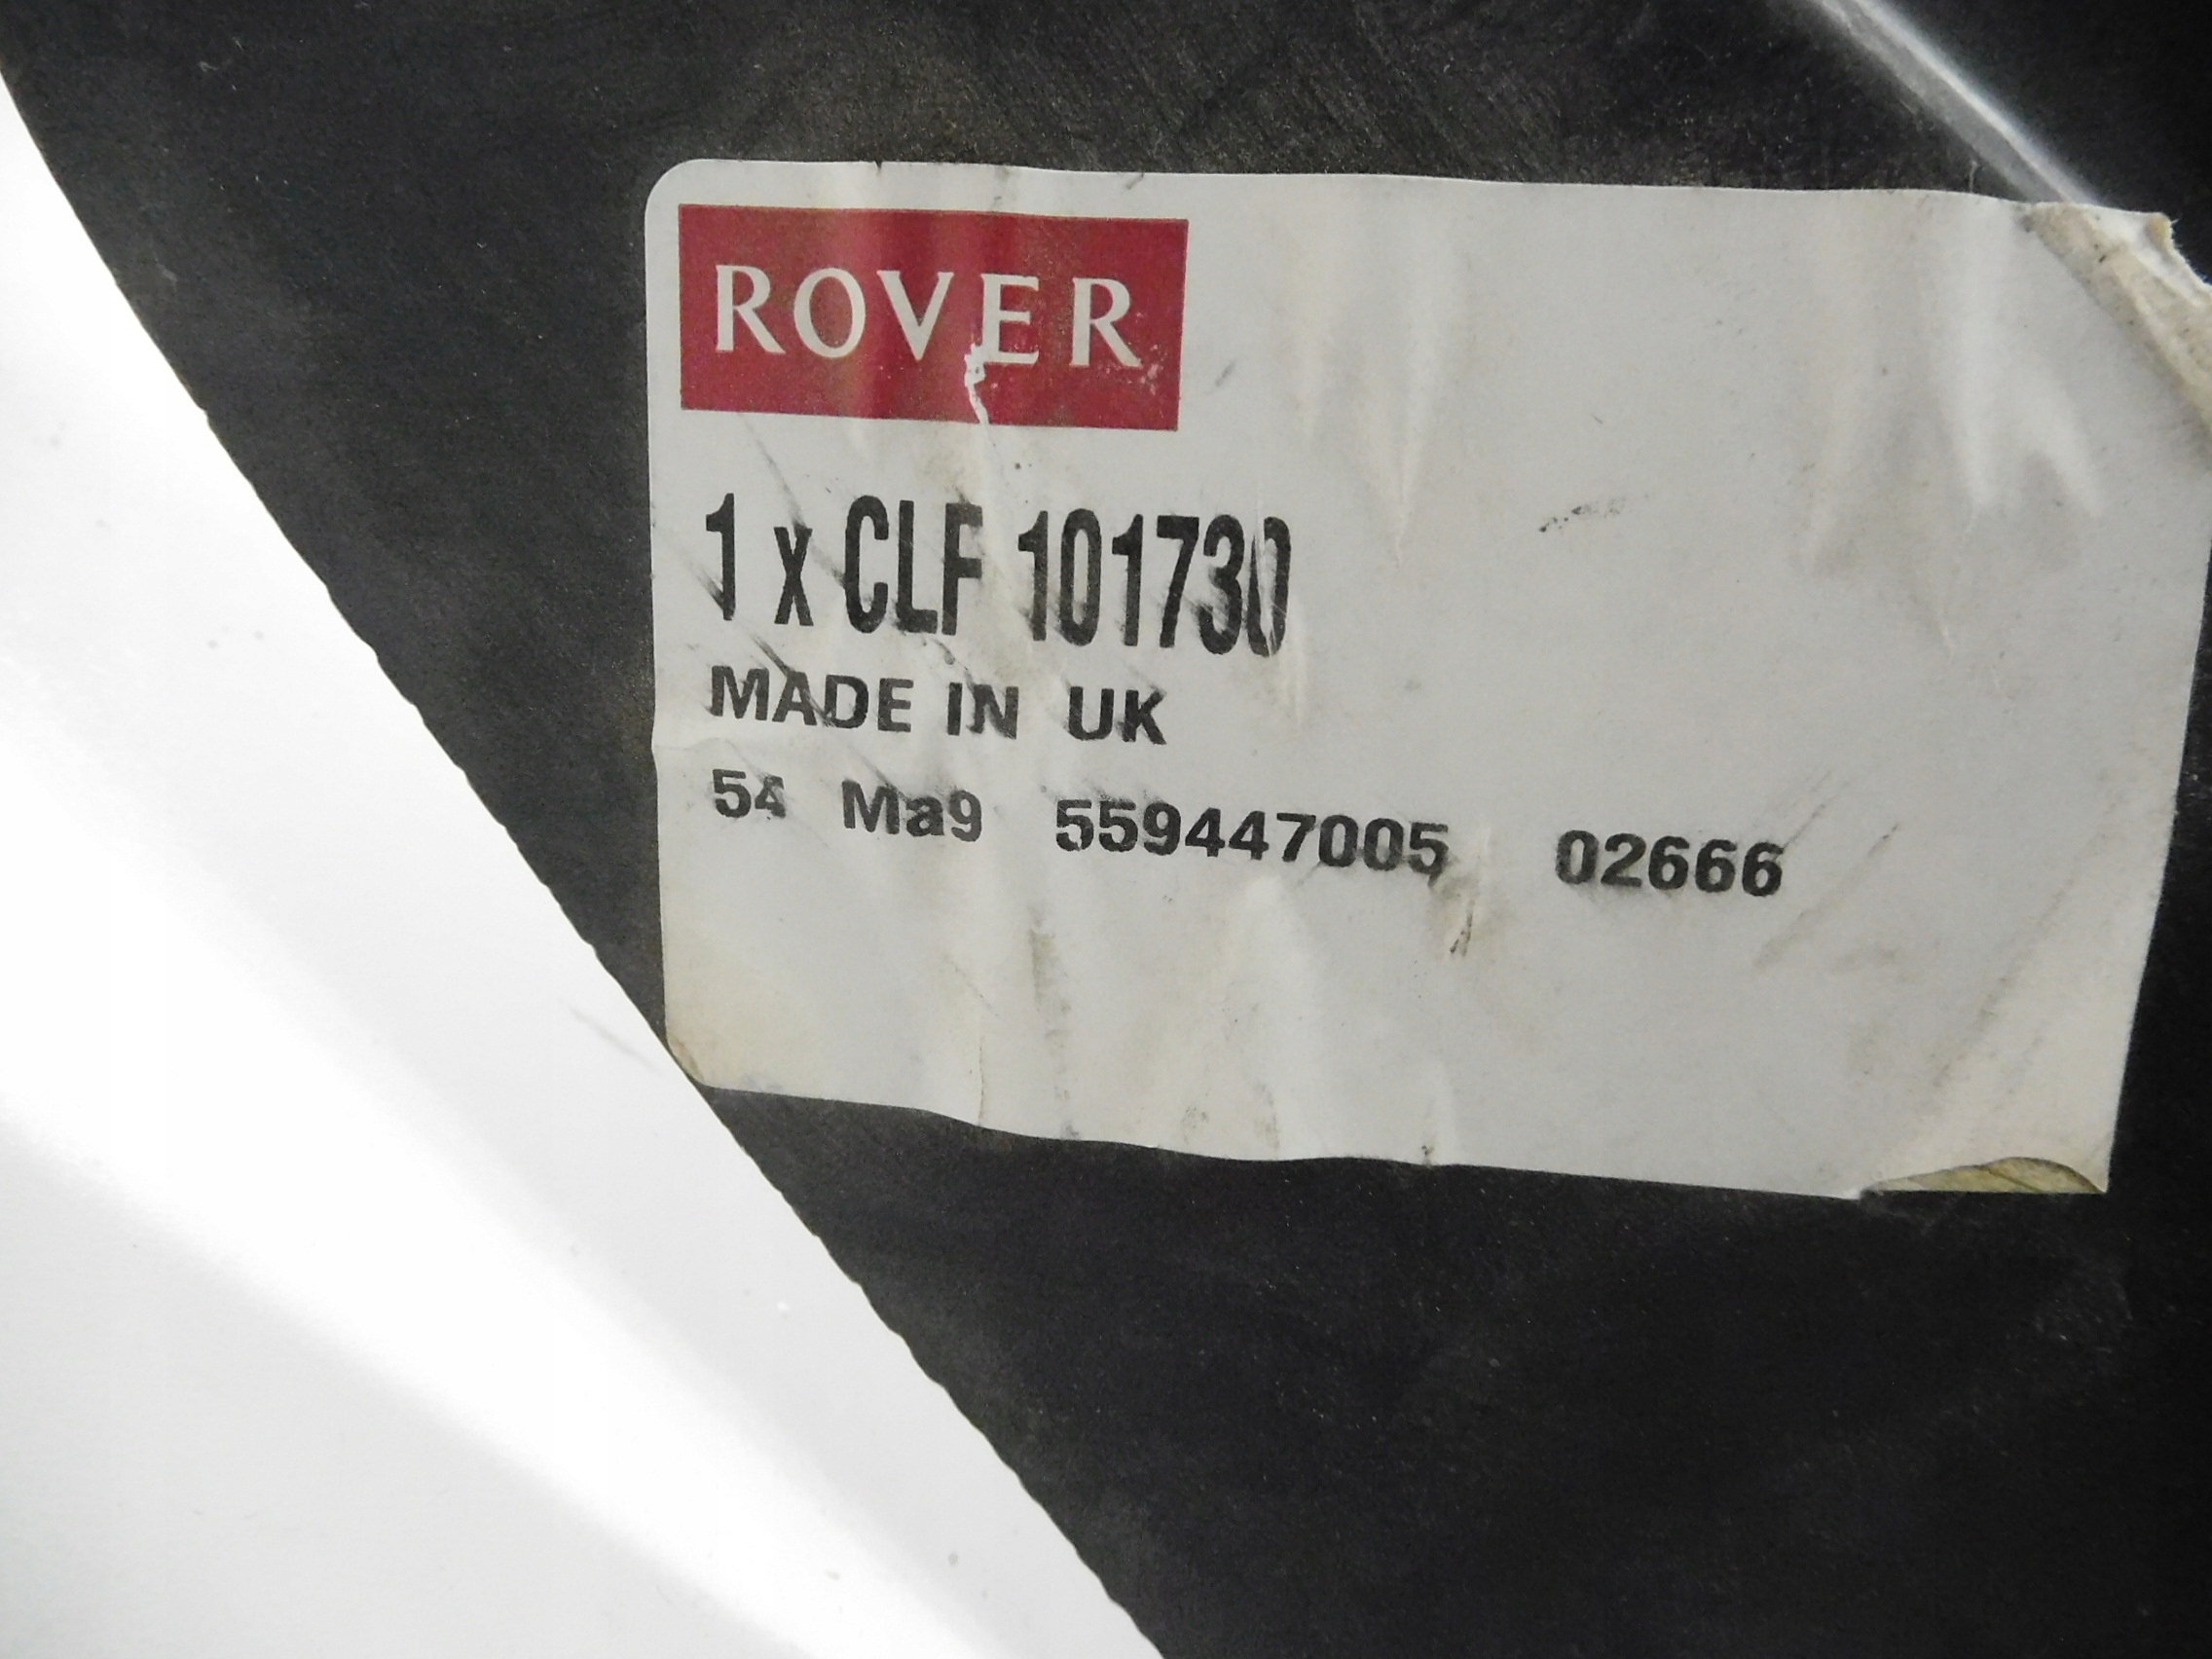 ROVER
1 x CLF 101730
MADE IN UK
54 Ma9 559447005 02666